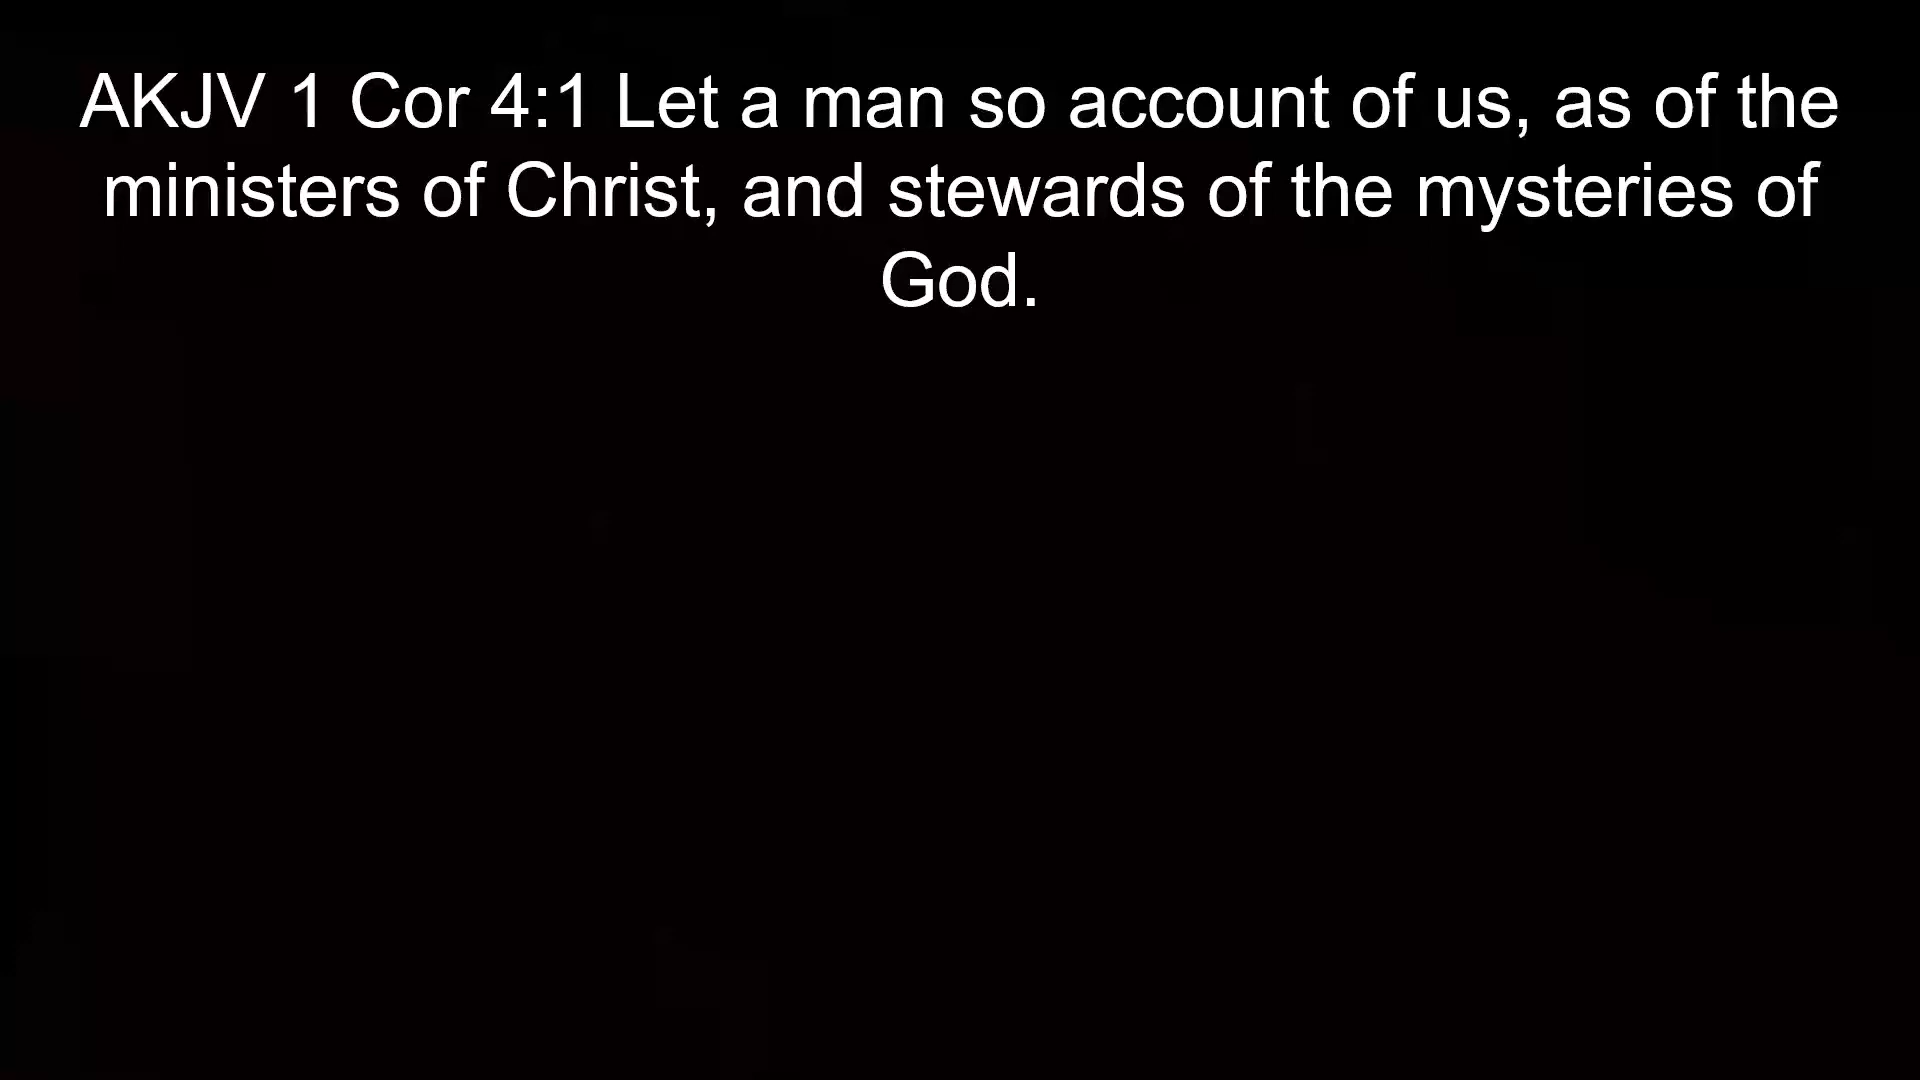 AKJV 1 Cor 4:1 Let a man so account of us, as of the
ministers of Christ, and stewards of the mysteries of
God.